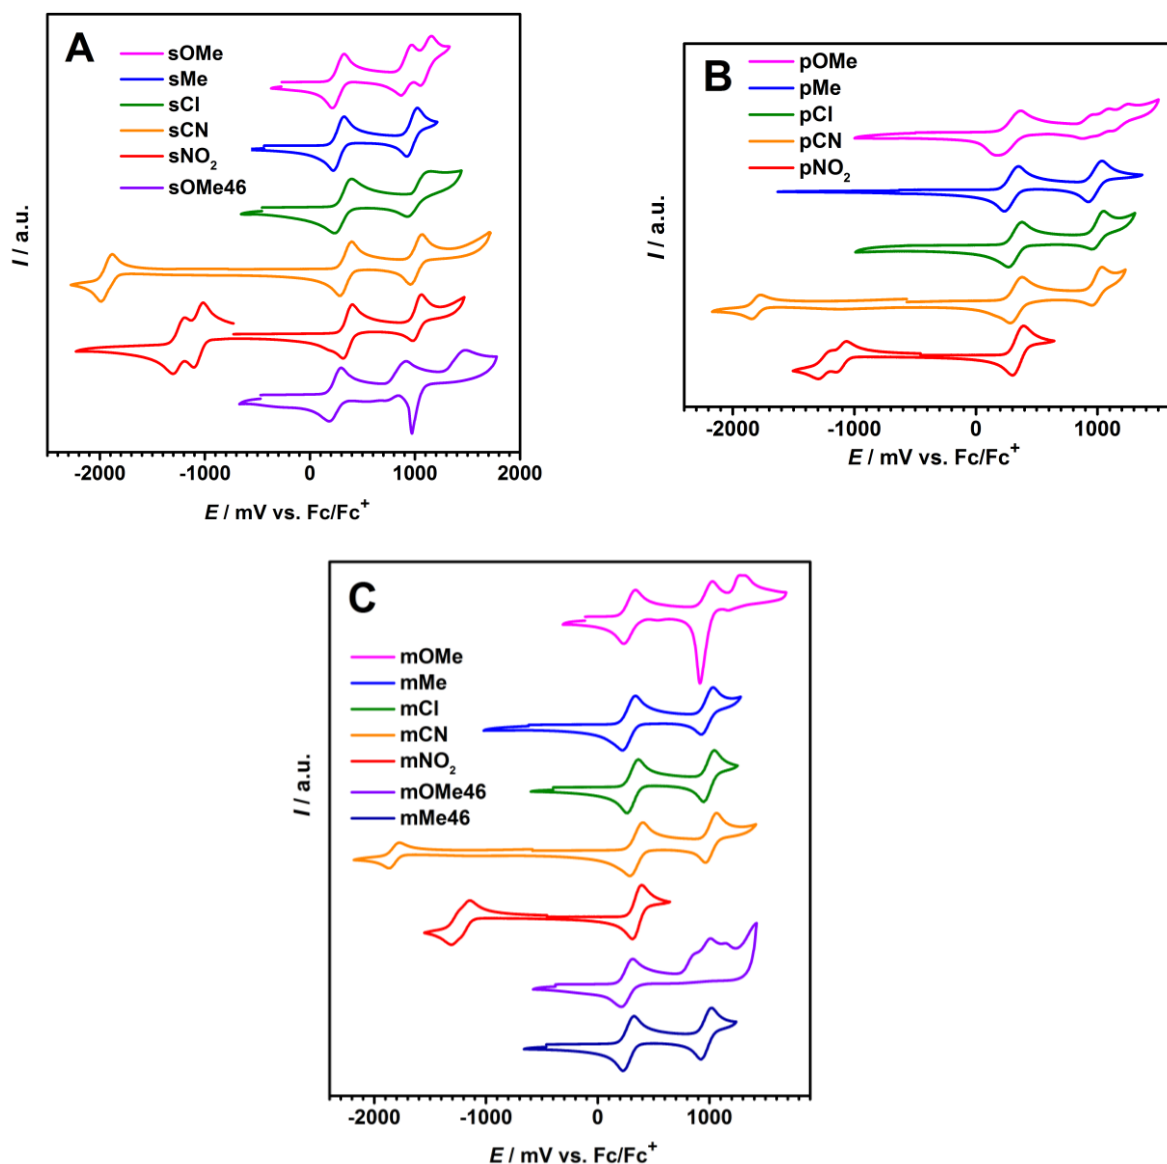 A
sOMe
sMe
sCl
sCN
sNO₂
sOMe46
I / a.u.
-2000 -1000 0 1000 2000
E / mV vs. Fc/Fc⁺
B
pOMe
pMe
pCl
pCN
pNO₂
I / a.u.
-2000 -1000 0 1000
E / mV vs. Fc/Fc⁺
C
mOMe
mMe
mCl
mCN
mNO₂
mOMe46
mMe46
I / a.u.
-2000 -1000 0 1000
E / mV vs. Fc/Fc⁺